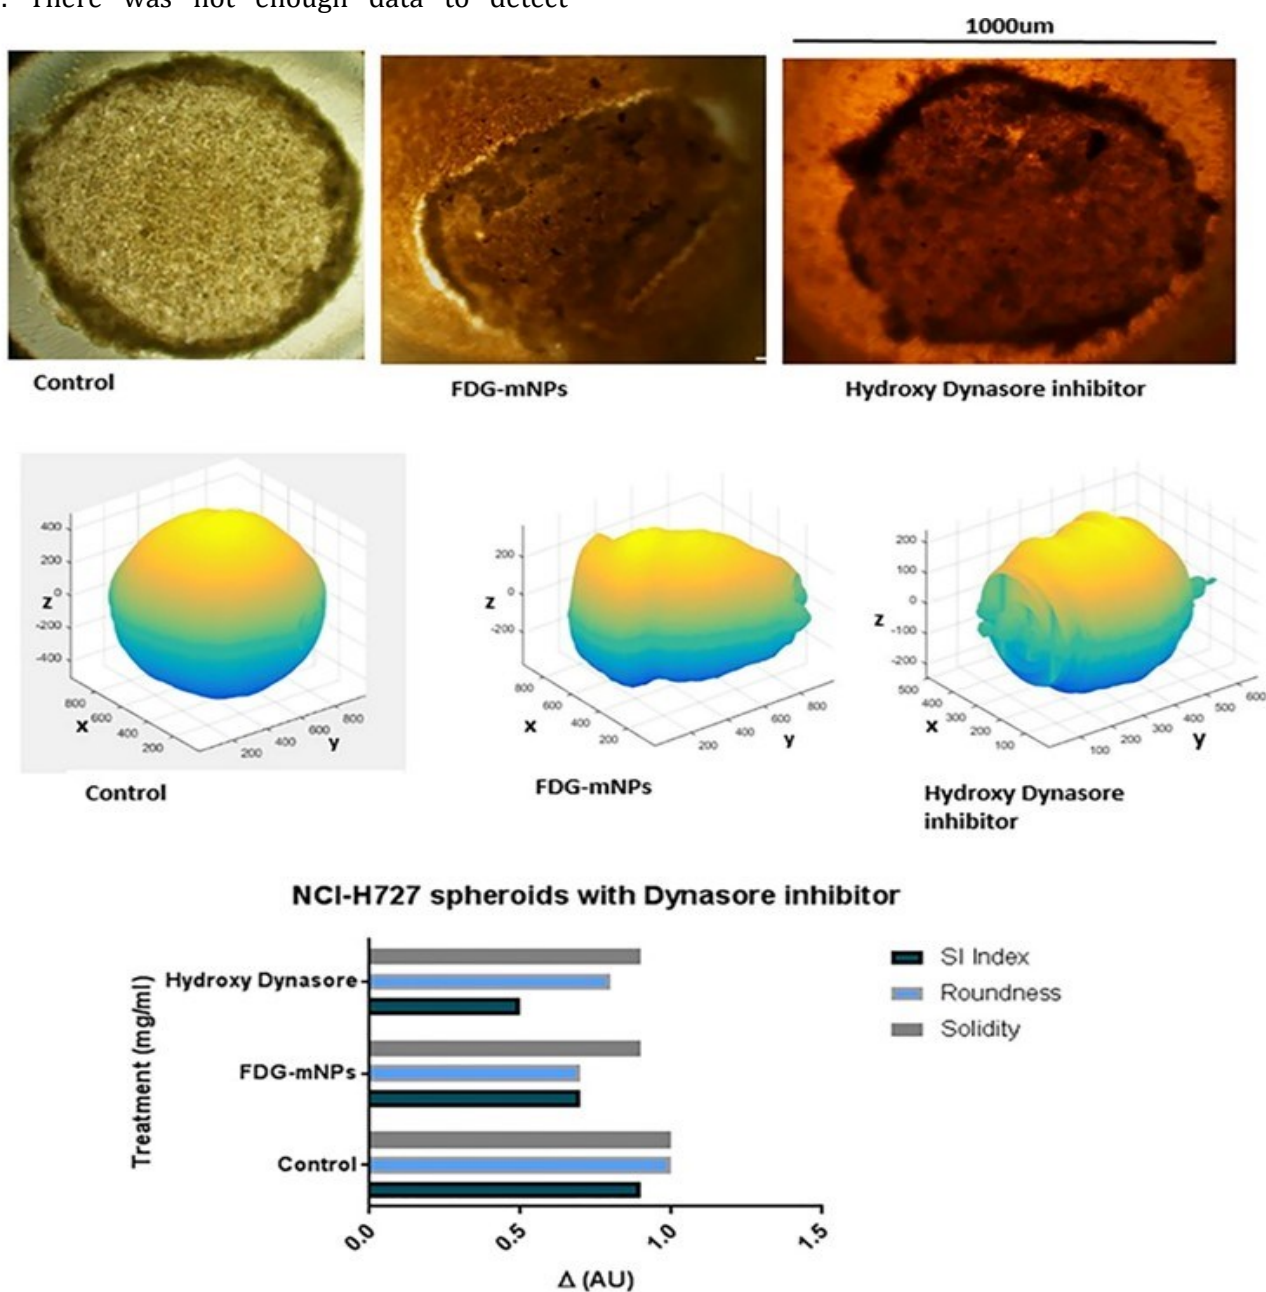 . There was not enough data to detect
1000um
Control
FDG-mNPs
Hydroxy Dynasore inhibitor
400
200
0
-200
-400
z
800
600
400
200
x
200
400
600
800
y
Control
200
0
-200
z
800
600
400
200
x
200
400
600
800
y
FDG-mNPs
200
100
0
-100
-200
z
500
400
300
200
100
x
100
200
300
400
500
600
y
Hydroxy Dynasore
inhibitor
NCI-H727 spheroids with Dynasore inhibitor
Treatment (mg/ml)
Hydroxy Dynasore
FDG-mNPs
Control
SI Index
Roundness
Solidity
0.0
0.5
1.0
1.5
Δ (AU)